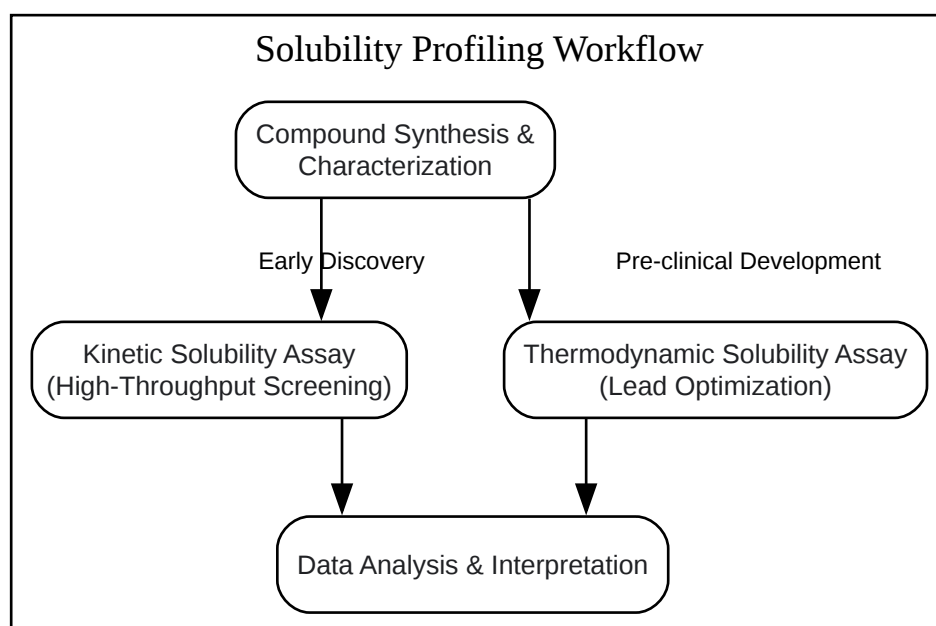 Solubility Profiling Workflow
Compound Synthesis &
Characterization
Early Discovery
Pre-clinical Development
Kinetic Solubility Assay
(High-Throughput Screening)
Thermodynamic Solubility Assay
(Lead Optimization)
Data Analysis & Interpretation